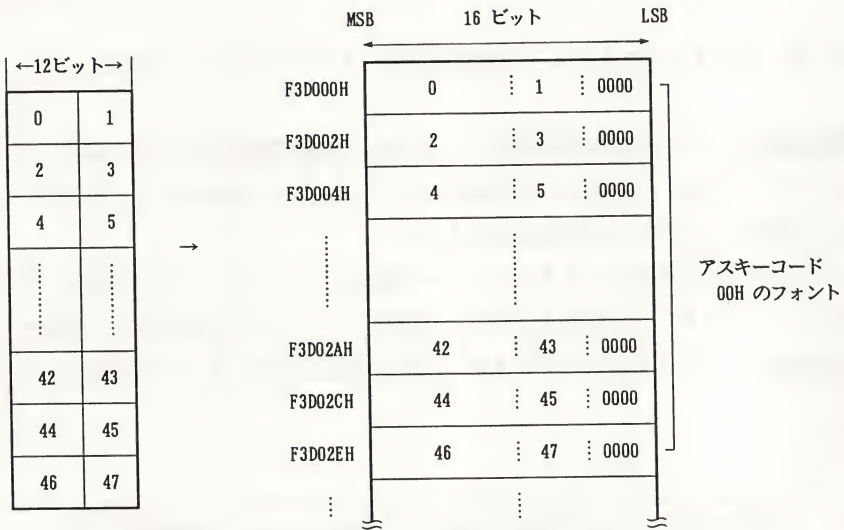 MSB 16 ビット LSB
←12ビット→
0 1
2 3
4 5
42 43
44 45
46 47
→
F3D000H 0 1 0000
F3D002H 2 3 0000
F3D004H 4 5 0000
F3D02AH 42 43 0000
F3D02CH 44 45 0000
F3D02EH 46 47 0000
アスキーコード
00H のフォント